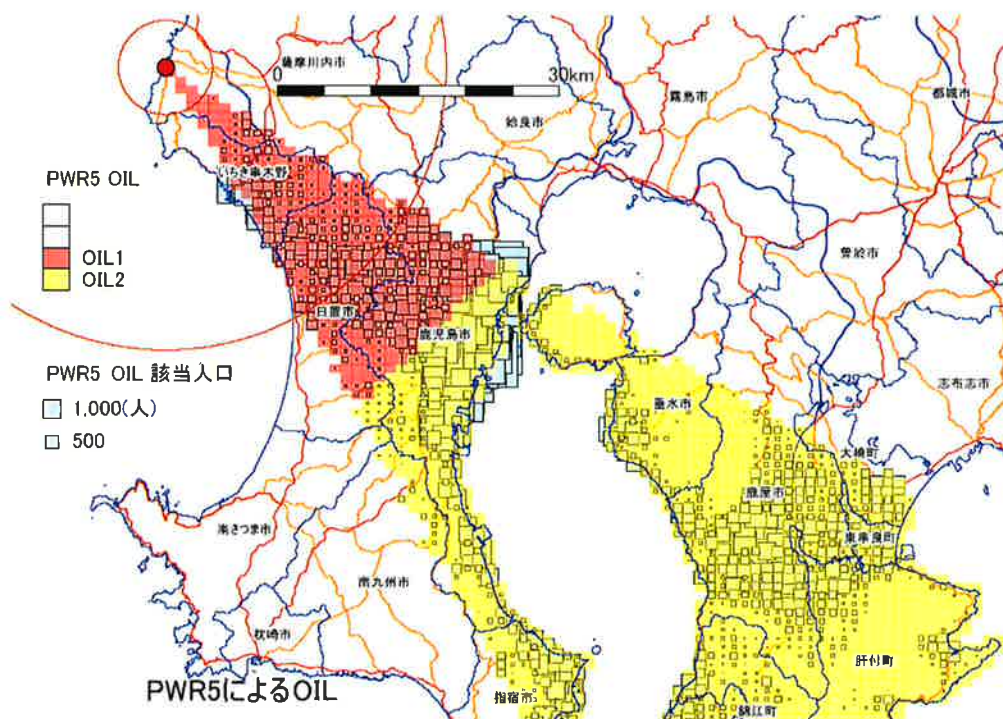 薩摩川内市
0
30km
霧島市
都城市
姶良市
いちき串木野
PWR5 OIL
OIL1
OIL2
曽於市
日置市
鹿児島市
PWR5 OIL 該当人口
1,000(人)
500
垂水市
志布志市
大崎町
鹿屋市
東串良町
南さつま市
南九州市
枕崎市
肝付町
PWR5によるOIL
指宿市
錦江町